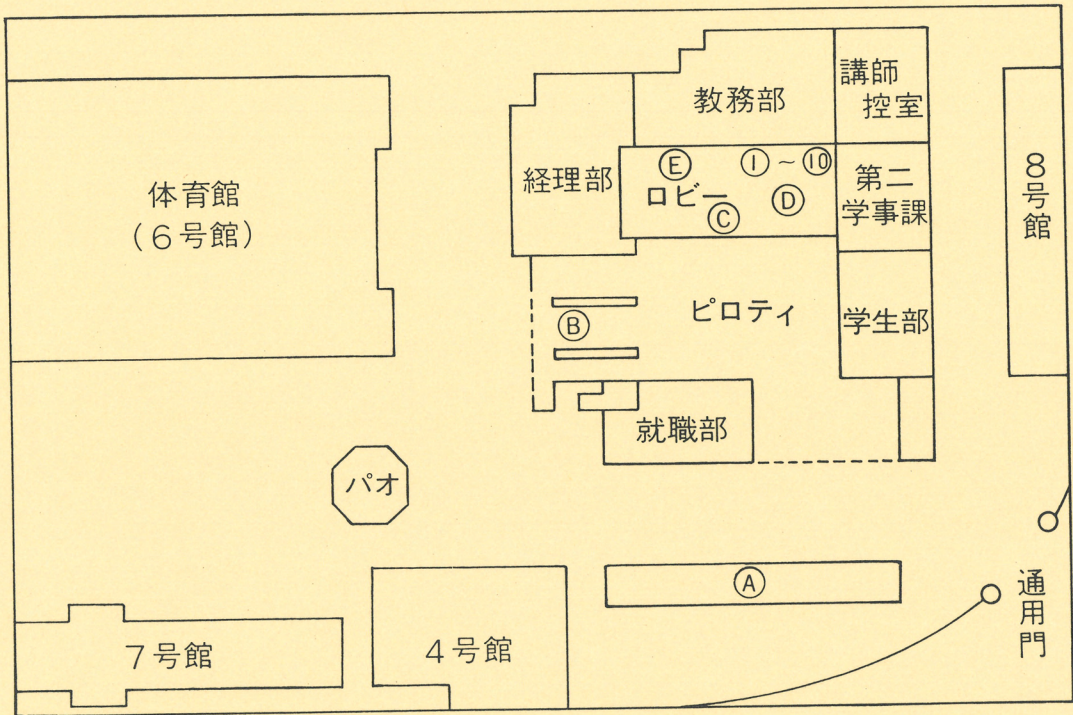 講師
控室
教務部
体育館
(6号館)
経理部
Ⓔ
①~⑩
ロビー
Ⓓ
Ⓒ
第二
学事課
8号館
Ⓑ
ピロティ
学生部
就職部
パオ
Ⓐ
通用門
7号館
4号館